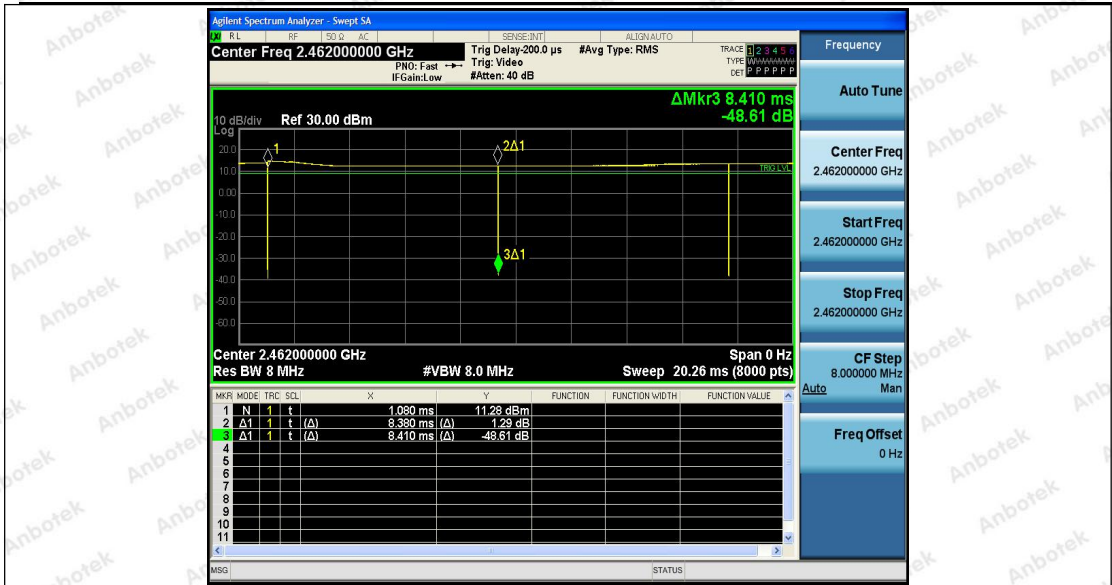 Agilent Spectrum Analyzer - Swept SA
LXI RL RF 50 Ω AC SENSE:INT ALIGNAUTO
Center Freq 2.462000000 GHz
PNO: Fast
IFGain:Low
Trig Delay-200.0 µs
Trig: Video
#Atten: 40 dB
#Avg Type: RMS
TRACE 1 2 3 4 5 6
TYPE WWWWWW
DET P P P P P P
ΔMkr3 8.410 ms
-48.61 dB
10 dB/div Ref 30.00 dBm
Log
20.0
10.0
0.00
-10.0
-20.0
-30.0
-40.0
-50.0
-60.0
1
2Δ1
3Δ1
TRIG LVL
Center 2.462000000 GHz Span 0 Hz
Res BW 8 MHz #VBW 8.0 MHz Sweep 20.26 ms (8000 pts)
MKR MODE TRC SCL X Y FUNCTION FUNCTION WIDTH FUNCTION VALUE
1 N 1 t 1.080 ms 11.28 dBm
2 Δ1 1 t (Δ) 8.380 ms (Δ) 1.29 dB
3 Δ1 1 t (Δ) 8.410 ms (Δ) -48.61 dB
4
5
6
7
8
9
10
11
MSG STATUS
Frequency
Auto Tune
Center Freq
2.462000000 GHz
Start Freq
2.462000000 GHz
Stop Freq
2.462000000 GHz
CF Step
8.000000 MHz
Auto Man
Freq Offset
0 Hz
Anbotek